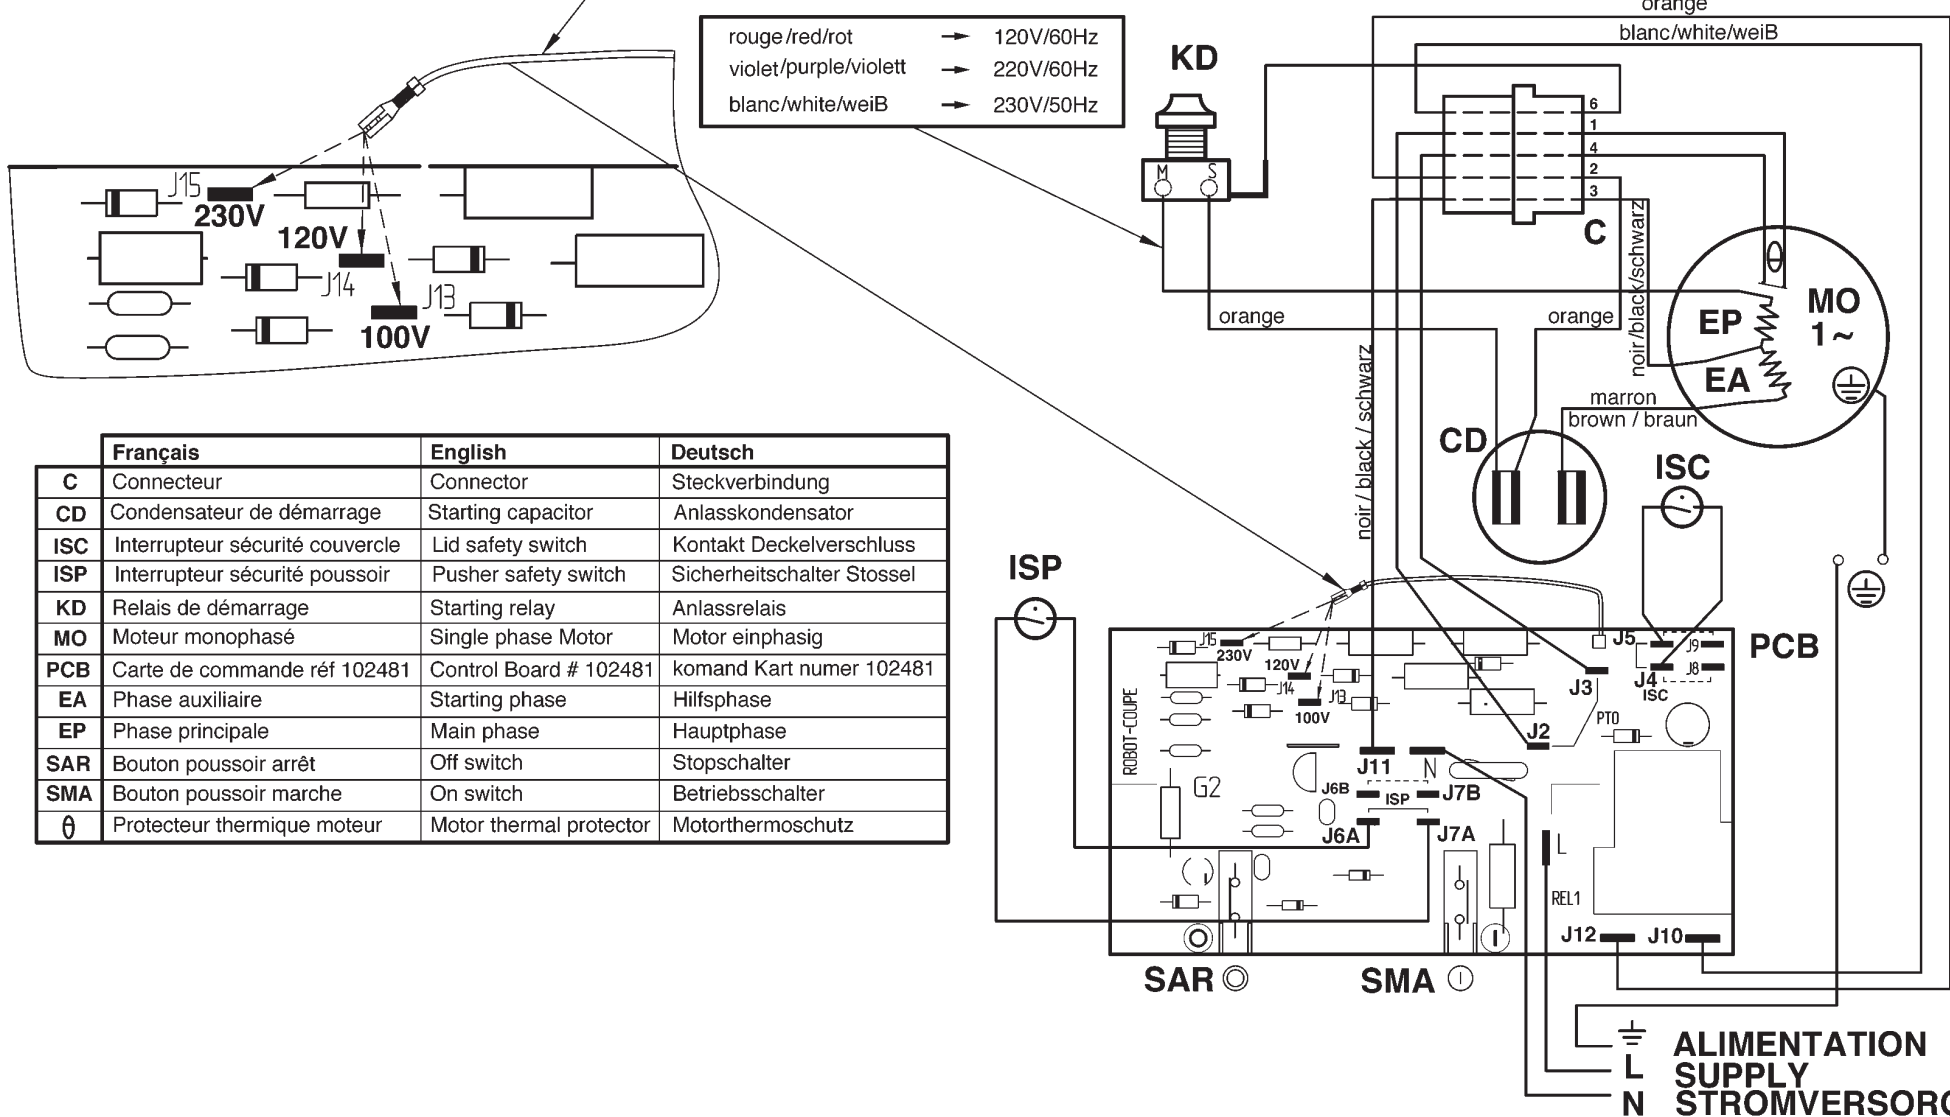 rouge/red/rot → 120V/60Hz
violet/purple/violett → 220V/60Hz
blanc/white/weiB → 230V/50Hz
J15
230V
120V
J14
J13
100V
orange
blanc/white/weiB
KD
M S
6
1
4
2
3
C
noir/black/schwarz
MO
1~
EP
EA
θ
orange
orange
marron
brown / braun
noir / black / schwarz
CD
ISC
ISP
Français English Deutsch
C Connecteur Connector Steckverbindung
CD Condensateur de démarrage Starting capacitor Anlasskondensator
ISC Interrupteur sécurité couvercle Lid safety switch Kontakt Deckelverschluss
ISP Interrupteur sécurité poussoir Pusher safety switch Sicherheitschalter Stossel
KD Relais de démarrage Starting relay Anlassrelais
MO Moteur monophasé Single phase Motor Motor einphasig
PCB Carte de commande réf 102481 Control Board # 102481 komand Kart numer 102481
EA Phase auxiliaire Starting phase Hilfsphase
EP Phase principale Main phase Hauptphase
SAR Bouton poussoir arrêt Off switch Stopschalter
SMA Bouton poussoir marche On switch Betriebsschalter
θ Protecteur thermique moteur Motor thermal protector Motorthermoschutz
PCB
J15
230V
120V
J14
J13
100V
J5
J9
J4
J8
ISC
J3
J2
PT0
ROBOT-COUPE
G2
J11
N
J6B
ISP
J7B
J6A
J7A
L
REL1
J12
J10
SAR
SMA
ALIMENTATION
L SUPPLY
N STROMVERSORG